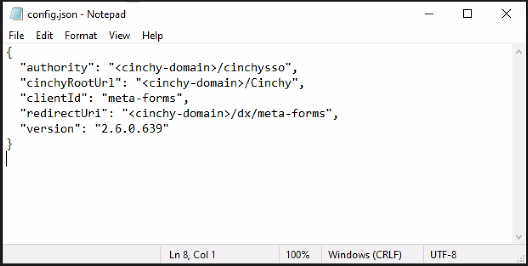 config.json - Notepad
File Edit Format View Help
{
  "authority": "<cinchy-domain>/cinchysso",
  "cinchyRootUrl": "<cinchy-domain>/Cinchy",
  "clientId": "meta-forms",
  "redirectUri": "<cinchy-domain>/dx/meta-forms",
  "version": "2.6.0.639"
}
Ln 8, Col 1 100% Windows (CRLF) UTF-8